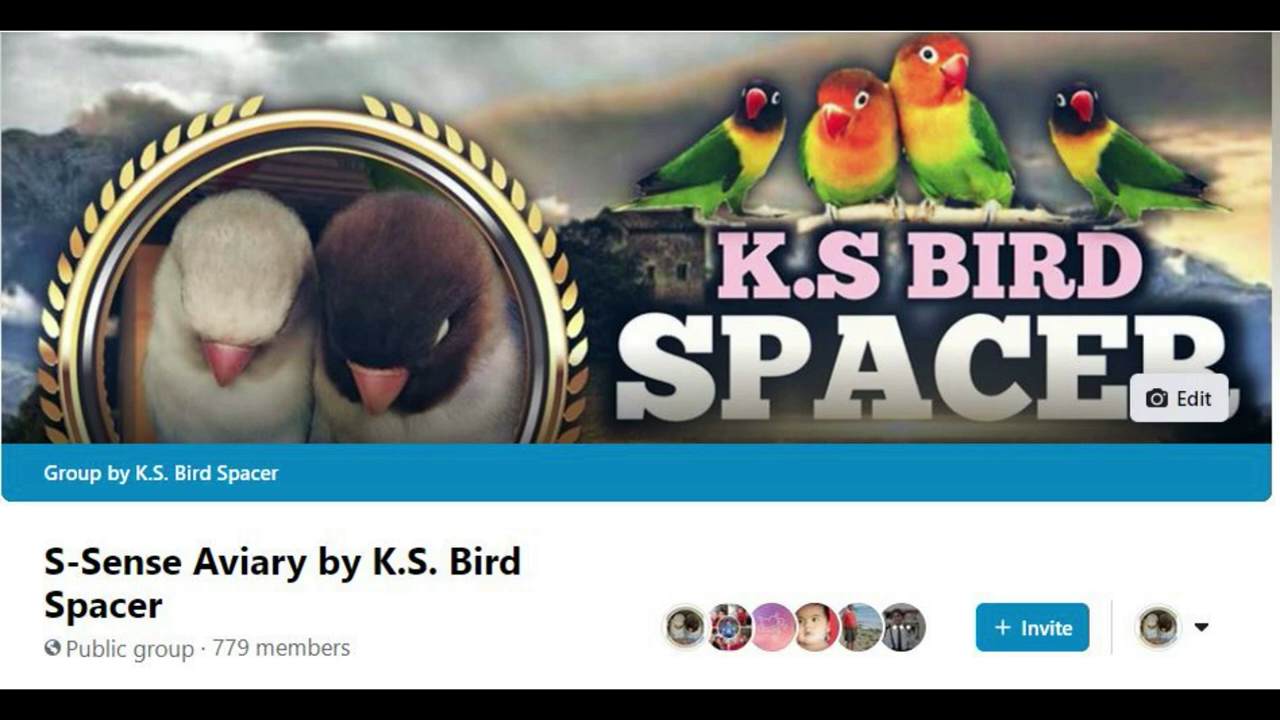 K.S BIRD
SPACER
Edit
Group by K.S. Bird Spacer
S-Sense Aviary by K.S. Bird
Spacer
Public group · 779 members
+ Invite